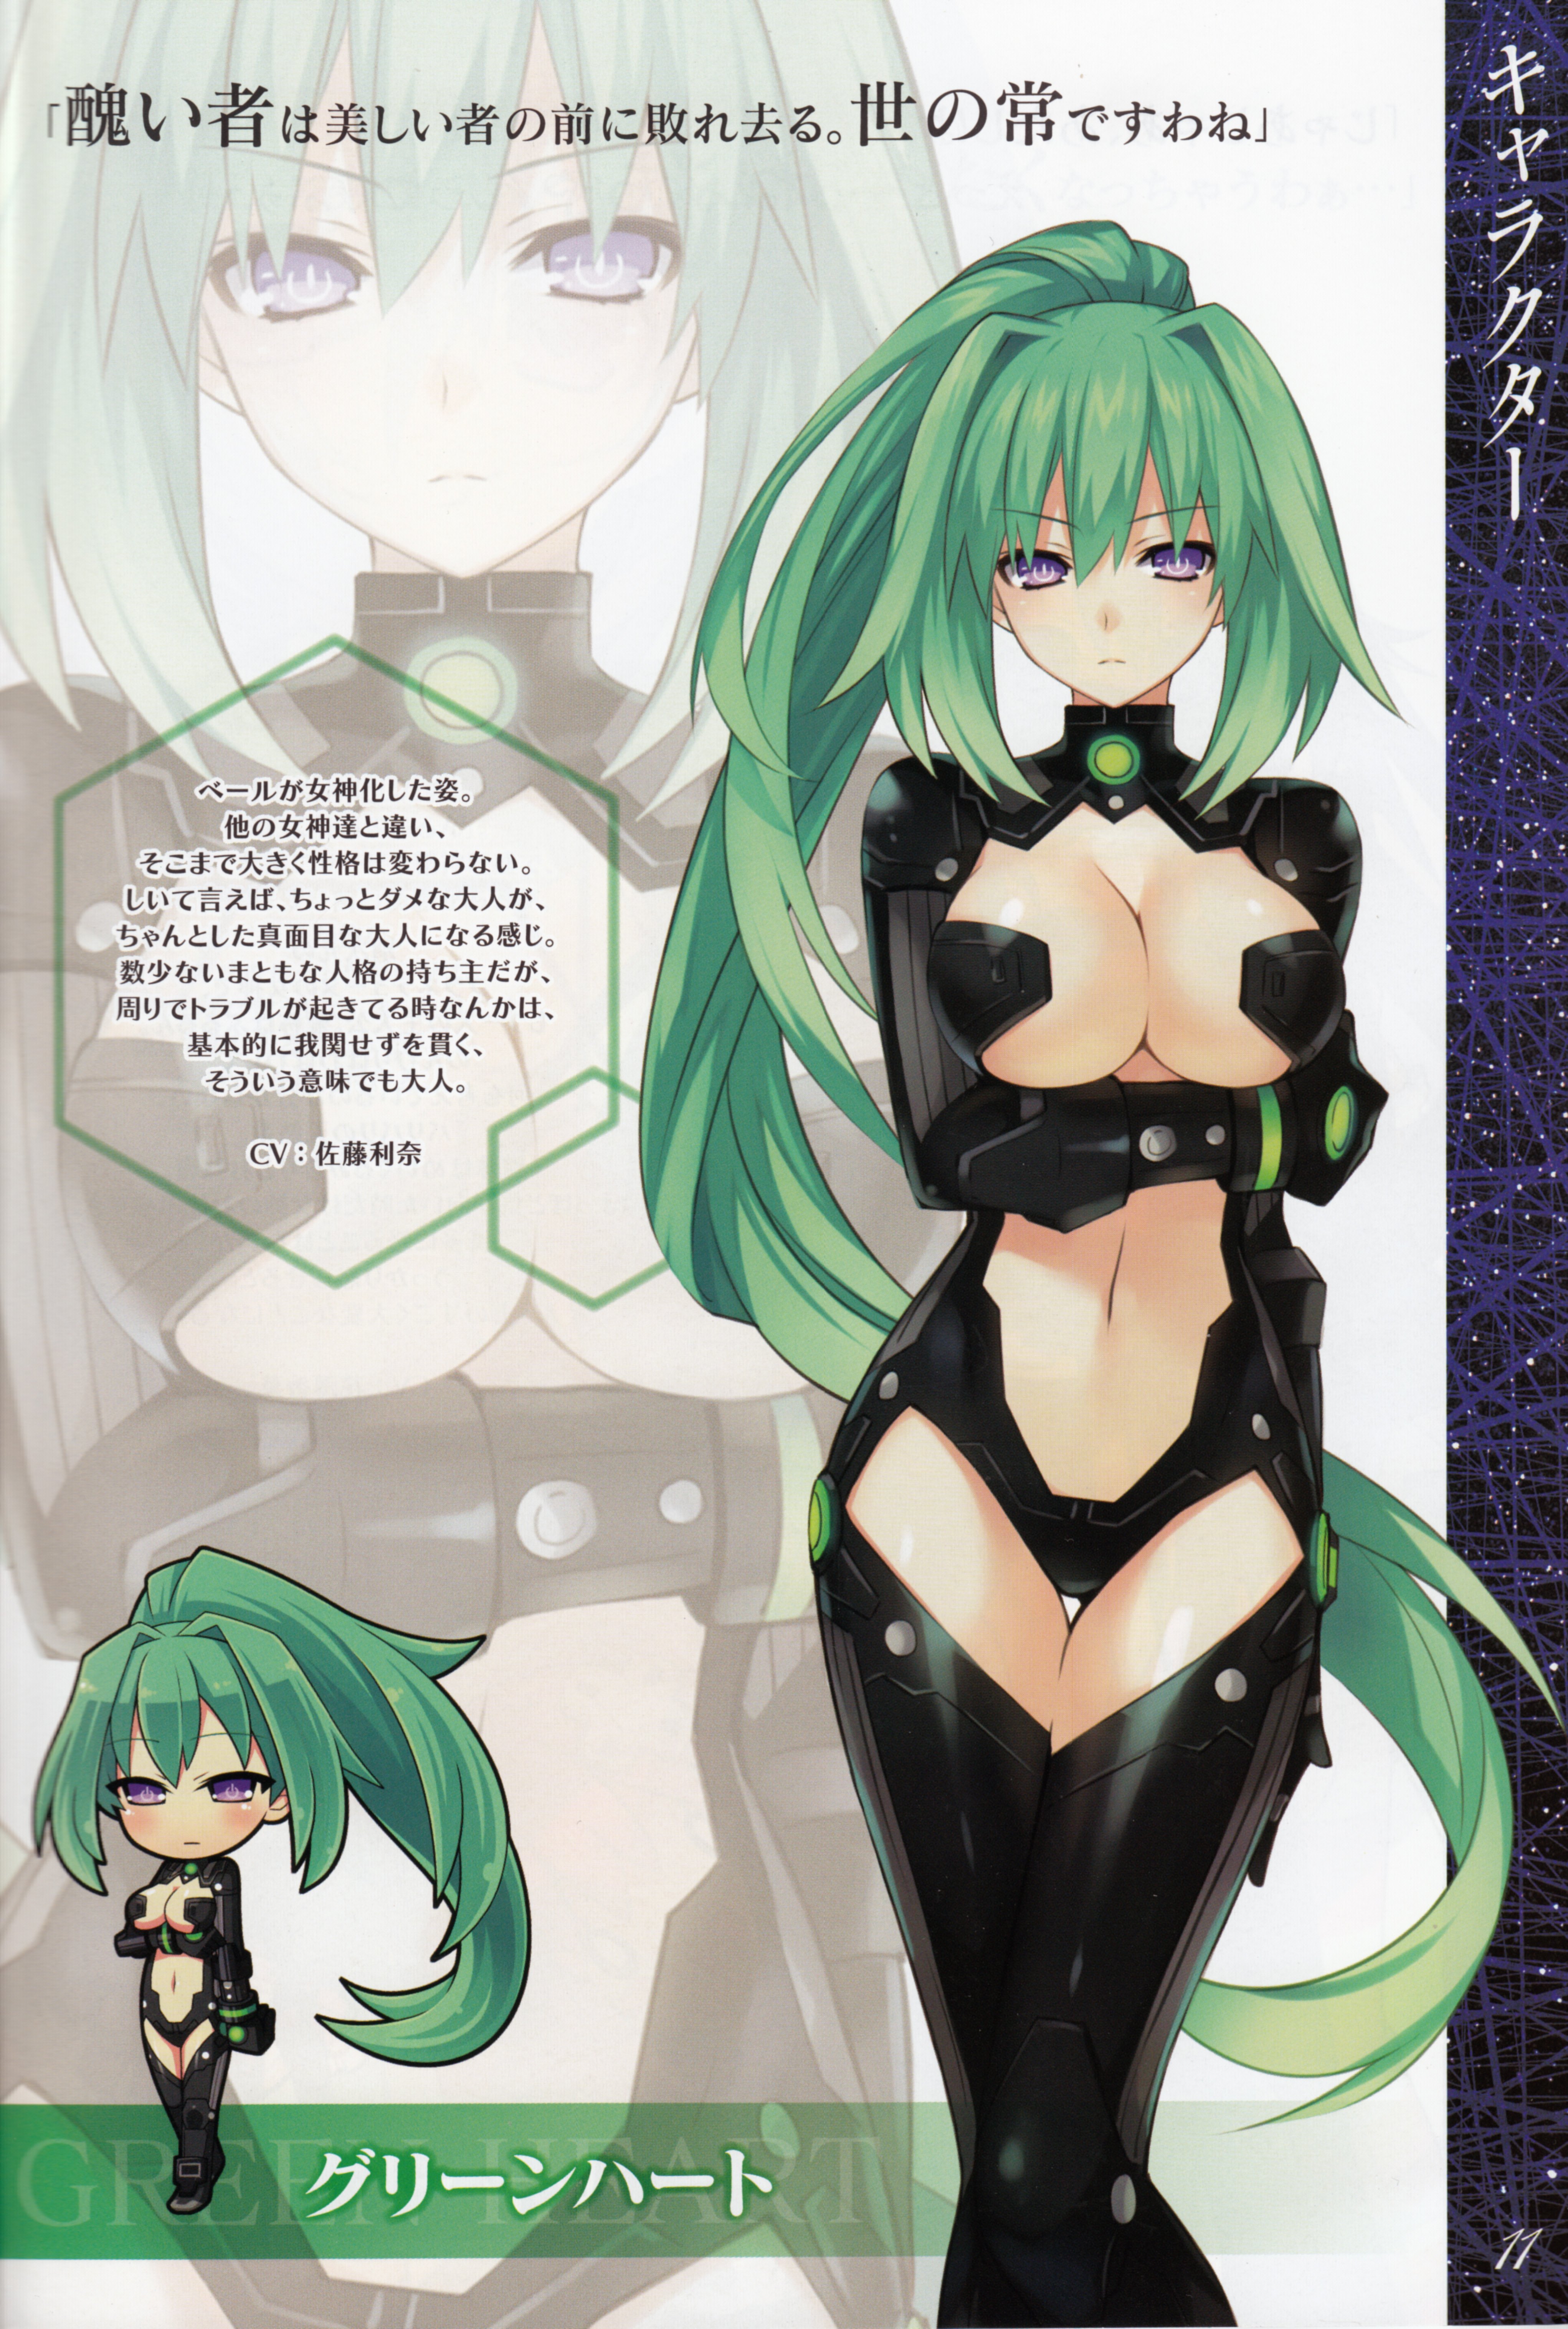 「醜い者は美しい者の前に敗れ去る。世の常ですわね」
キャラクター
ベールが女神化した姿。
他の女神達と違い、
そこまで大きく性格は変わらない。
しいて言えば、ちょっとダメな大人が、
ちゃんとした真面目な大人になる感じ。
数少ないまともな人格の持ち主だが、
周りでトラブルが起きてる時なんかは、
基本的に我関せずを貫く、
そういう意味でも大人。
CV：佐藤利奈
GREEN HEART
グリーンハート
11